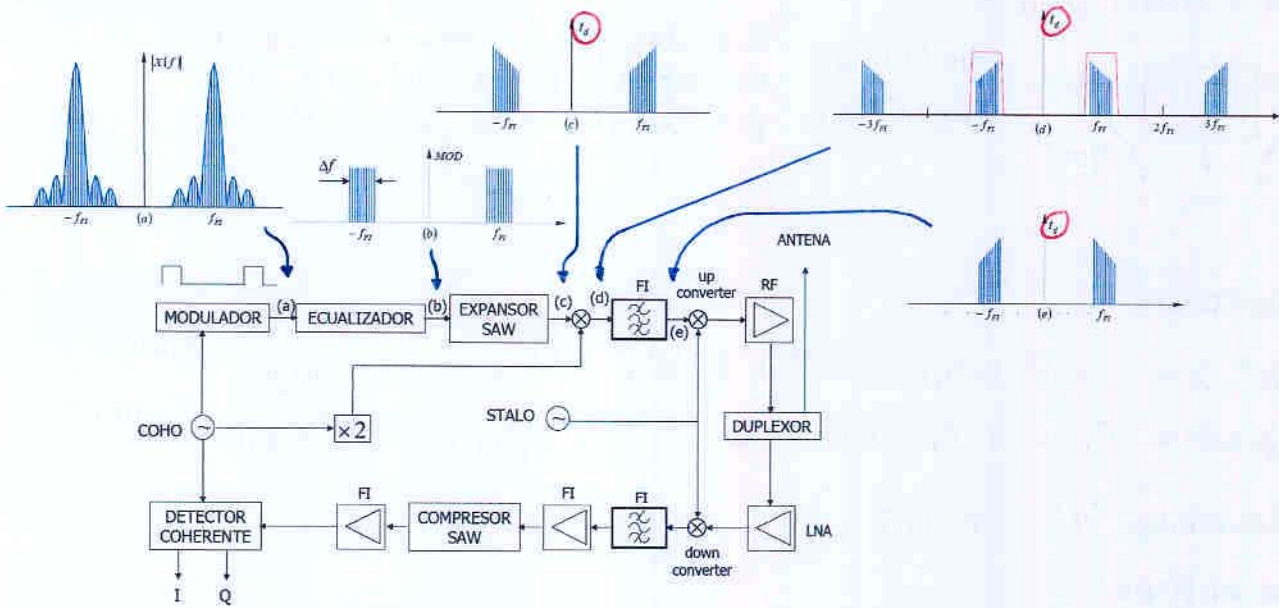 |x(f)|
-f_FI
(a)
f_FI
Δf
MOD
-f_FI
(b)
f_FI
t_d
-f_FI
(c)
f_FI
t_d
-3f_FI
-f_FI
(d)
f_FI
2f_FI
3f_FI
t_d
-f_FI
(e)
f_FI
MODULADOR
(a)
ECUALIZADOR
(b)
EXPANSOR
SAW
(c)
(d)
FI
(e)
up
converter
RF
ANTENA
COHO
×2
STALO
DUPLEXOR
DETECTOR
COHERENTE
I
Q
FI
COMPRESOR
SAW
FI
FI
down
converter
LNA